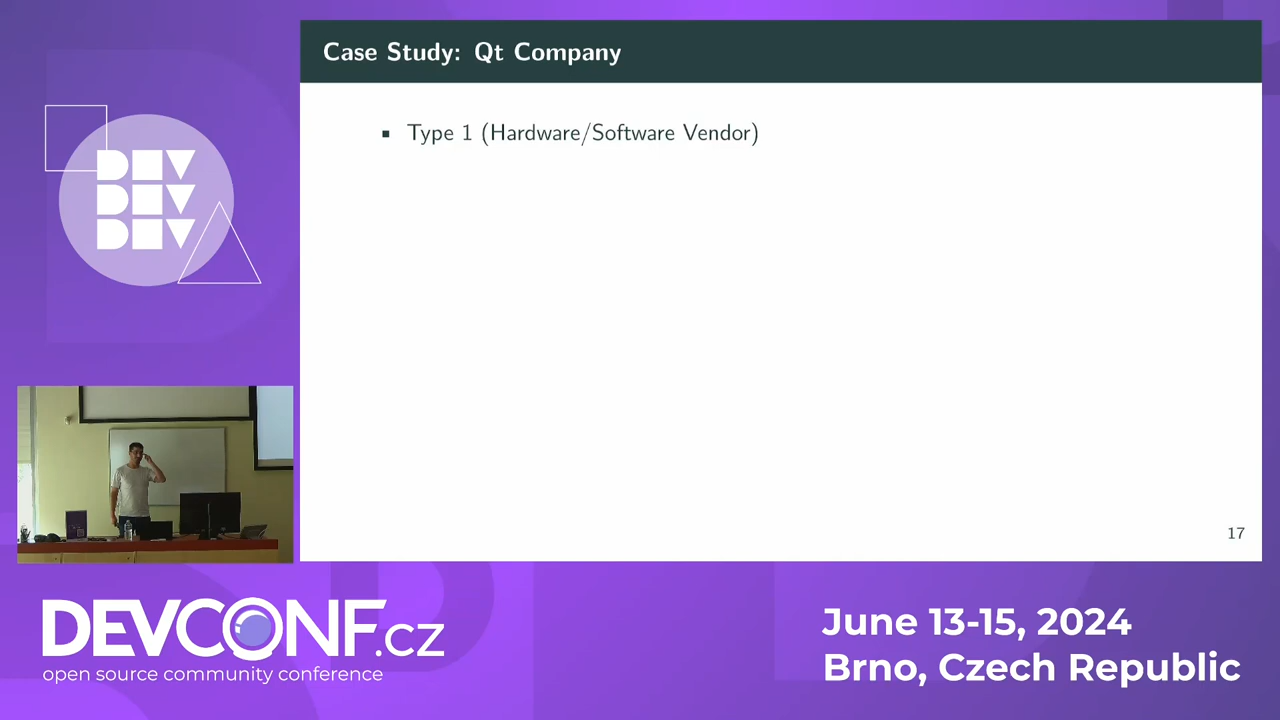 Case Study: Qt Company
▪ Type 1 (Hardware/Software Vendor)
17
DEV
DEV
DEV
DEVCONF.cz
open source community conference
June 13-15, 2024
Brno, Czech Republic